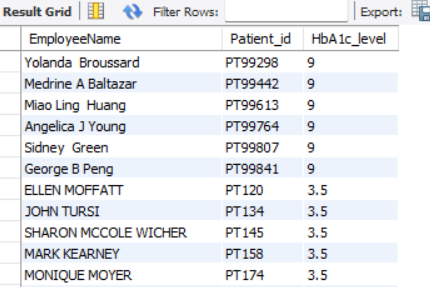 Result Grid Filter Rows: Export:
EmployeeName Patient_id HbA1c_level
Yolanda Broussard PT99298 9
Medrine A Baltazar PT99442 9
Miao Ling Huang PT99613 9
Angelica J Young PT99764 9
Sidney Green PT99807 9
George B Peng PT99841 9
ELLEN MOFFATT PT120 3.5
JOHN TURSI PT134 3.5
SHARON MCCOLE WICHER PT145 3.5
MARK KEARNEY PT158 3.5
MONIQUE MOYER PT174 3.5